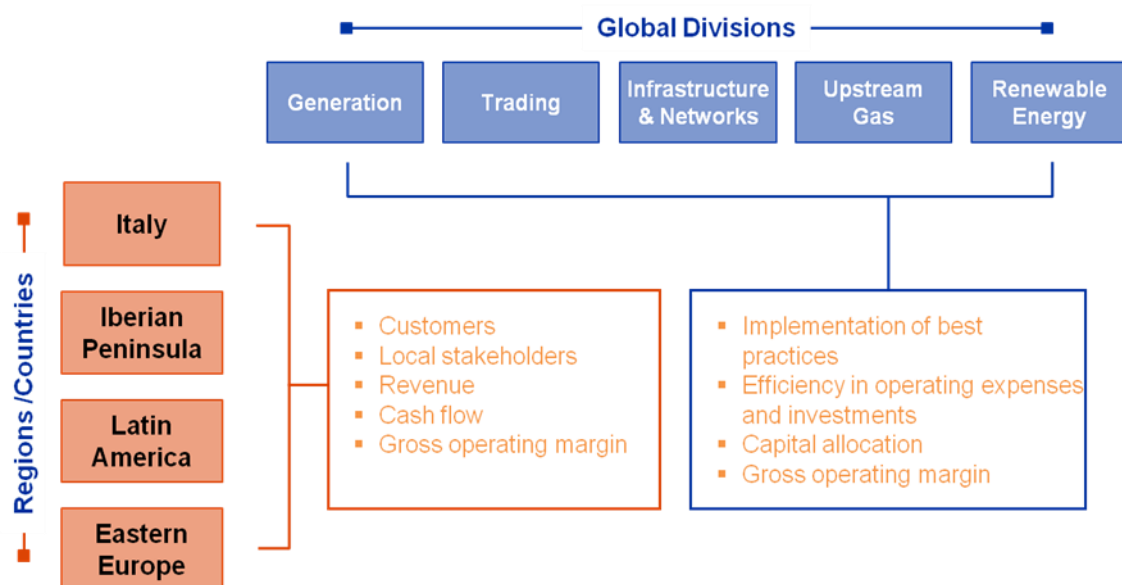 Global Divisions
Generation
Trading
Infrastructure
& Networks
Upstream
Gas
Renewable
Energy
Regions /Countries
Italy
Iberian
Peninsula
Latin
America
Eastern
Europe
▪ Customers
▪ Local stakeholders
▪ Revenue
▪ Cash flow
▪ Gross operating margin
▪ Implementation of best
practices
▪ Efficiency in operating expenses
and investments
▪ Capital allocation
▪ Gross operating margin